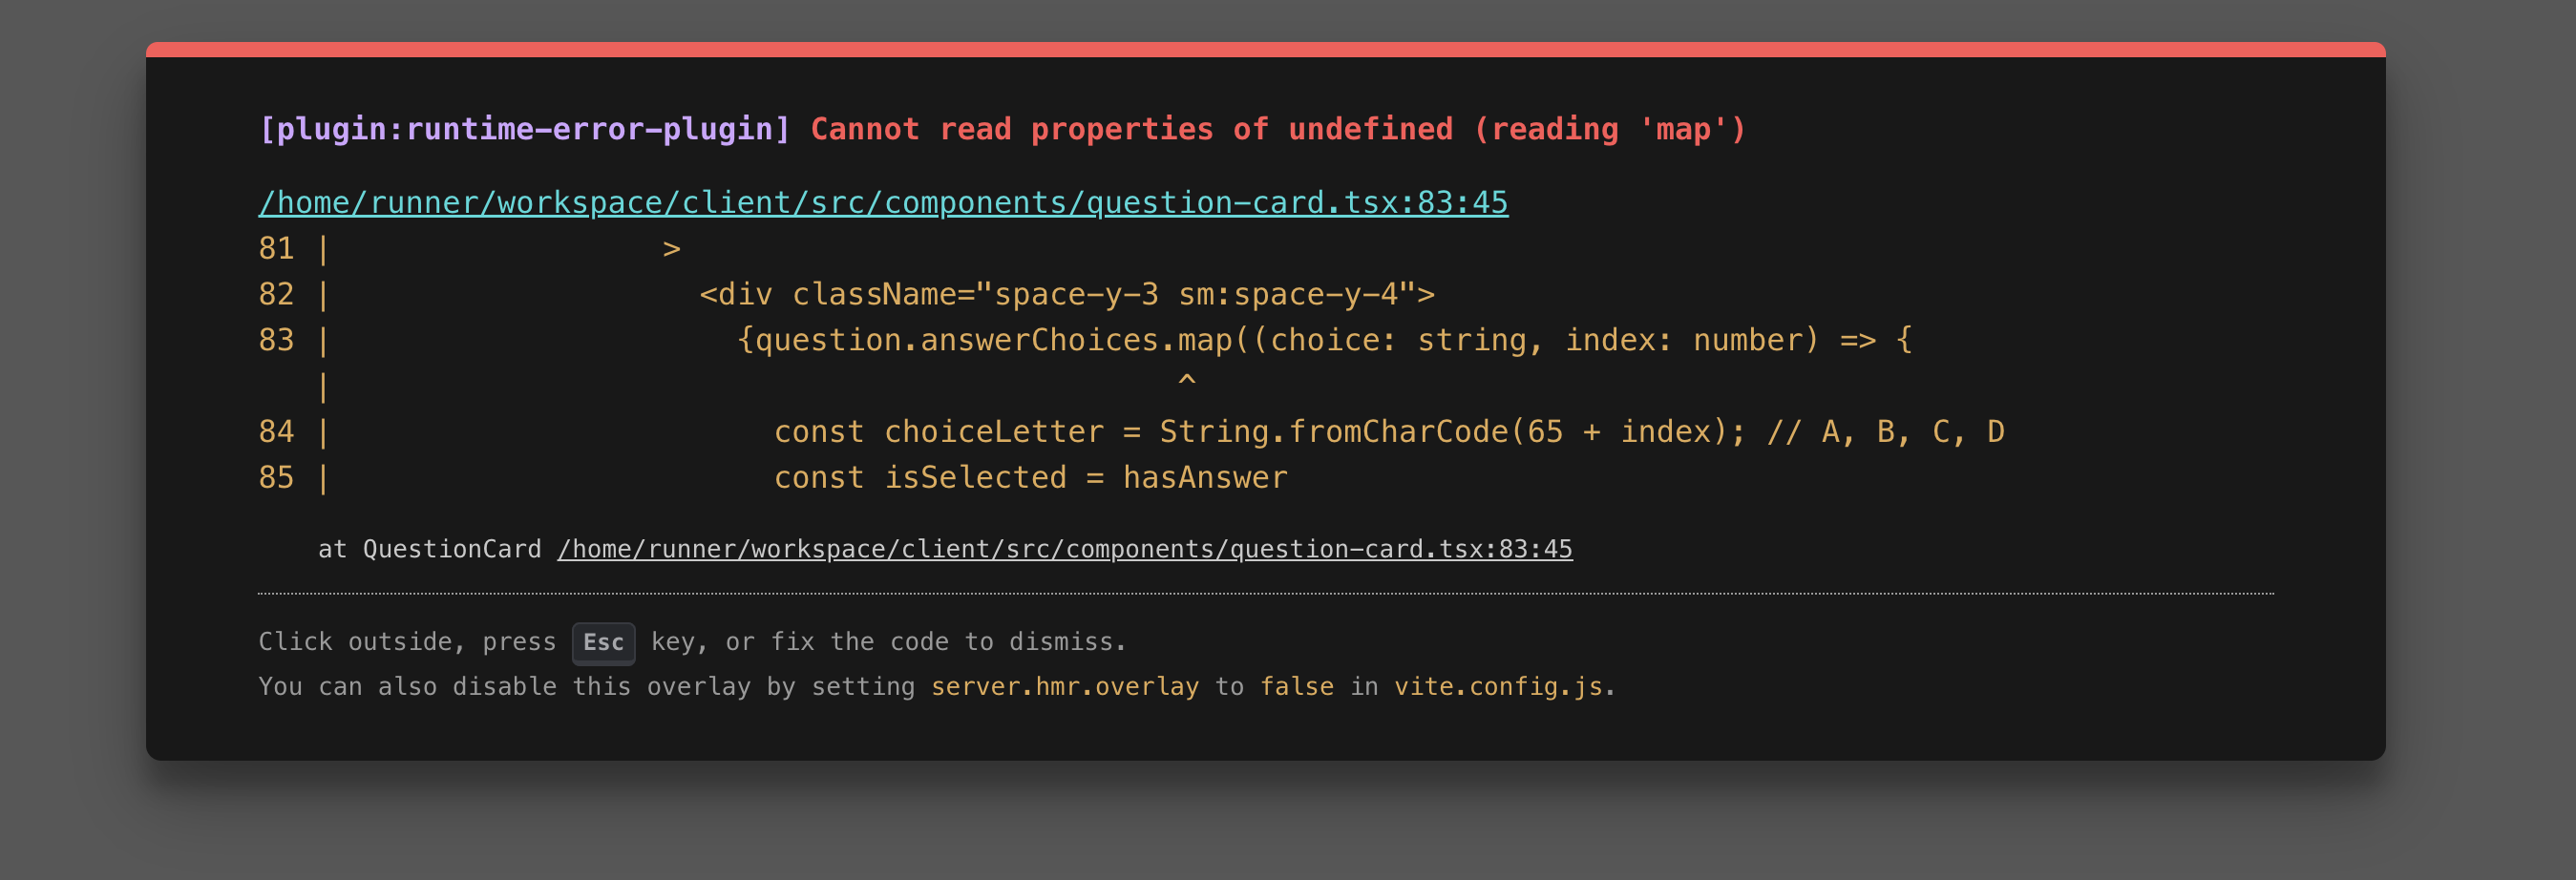 [plugin:runtime-error-plugin] Cannot read properties of undefined (reading 'map')
/home/runner/workspace/client/src/components/question-card.tsx:83:45
81 |                  >
82 |                    <div className="space-y-3 sm:space-y-4">
83 |                      {question.answerChoices.map((choice: string, index: number) => {
   |                                              ^
84 |                        const choiceLetter = String.fromCharCode(65 + index); // A, B, C, D
85 |                        const isSelected = hasAnswer
at QuestionCard /home/runner/workspace/client/src/components/question-card.tsx:83:45
Click outside, press Esc key, or fix the code to dismiss.
You can also disable this overlay by setting server.hmr.overlay to false in vite.config.js.